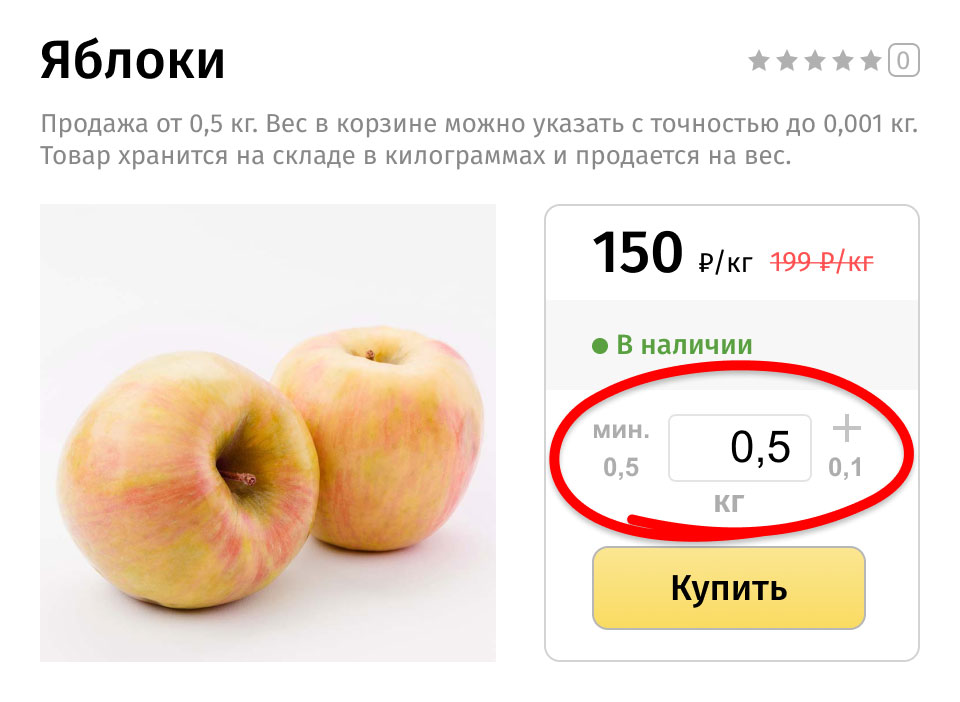 Яблоки
0
Продажа от 0,5 кг. Вес в корзине можно указать с точностью до 0,001 кг.
Товар хранится на складе в килограммах и продается на вес.
150 ₽/кг 199 ₽/кг
В наличии
мин. 0,5 +
0,5 0,1
кг
Купить